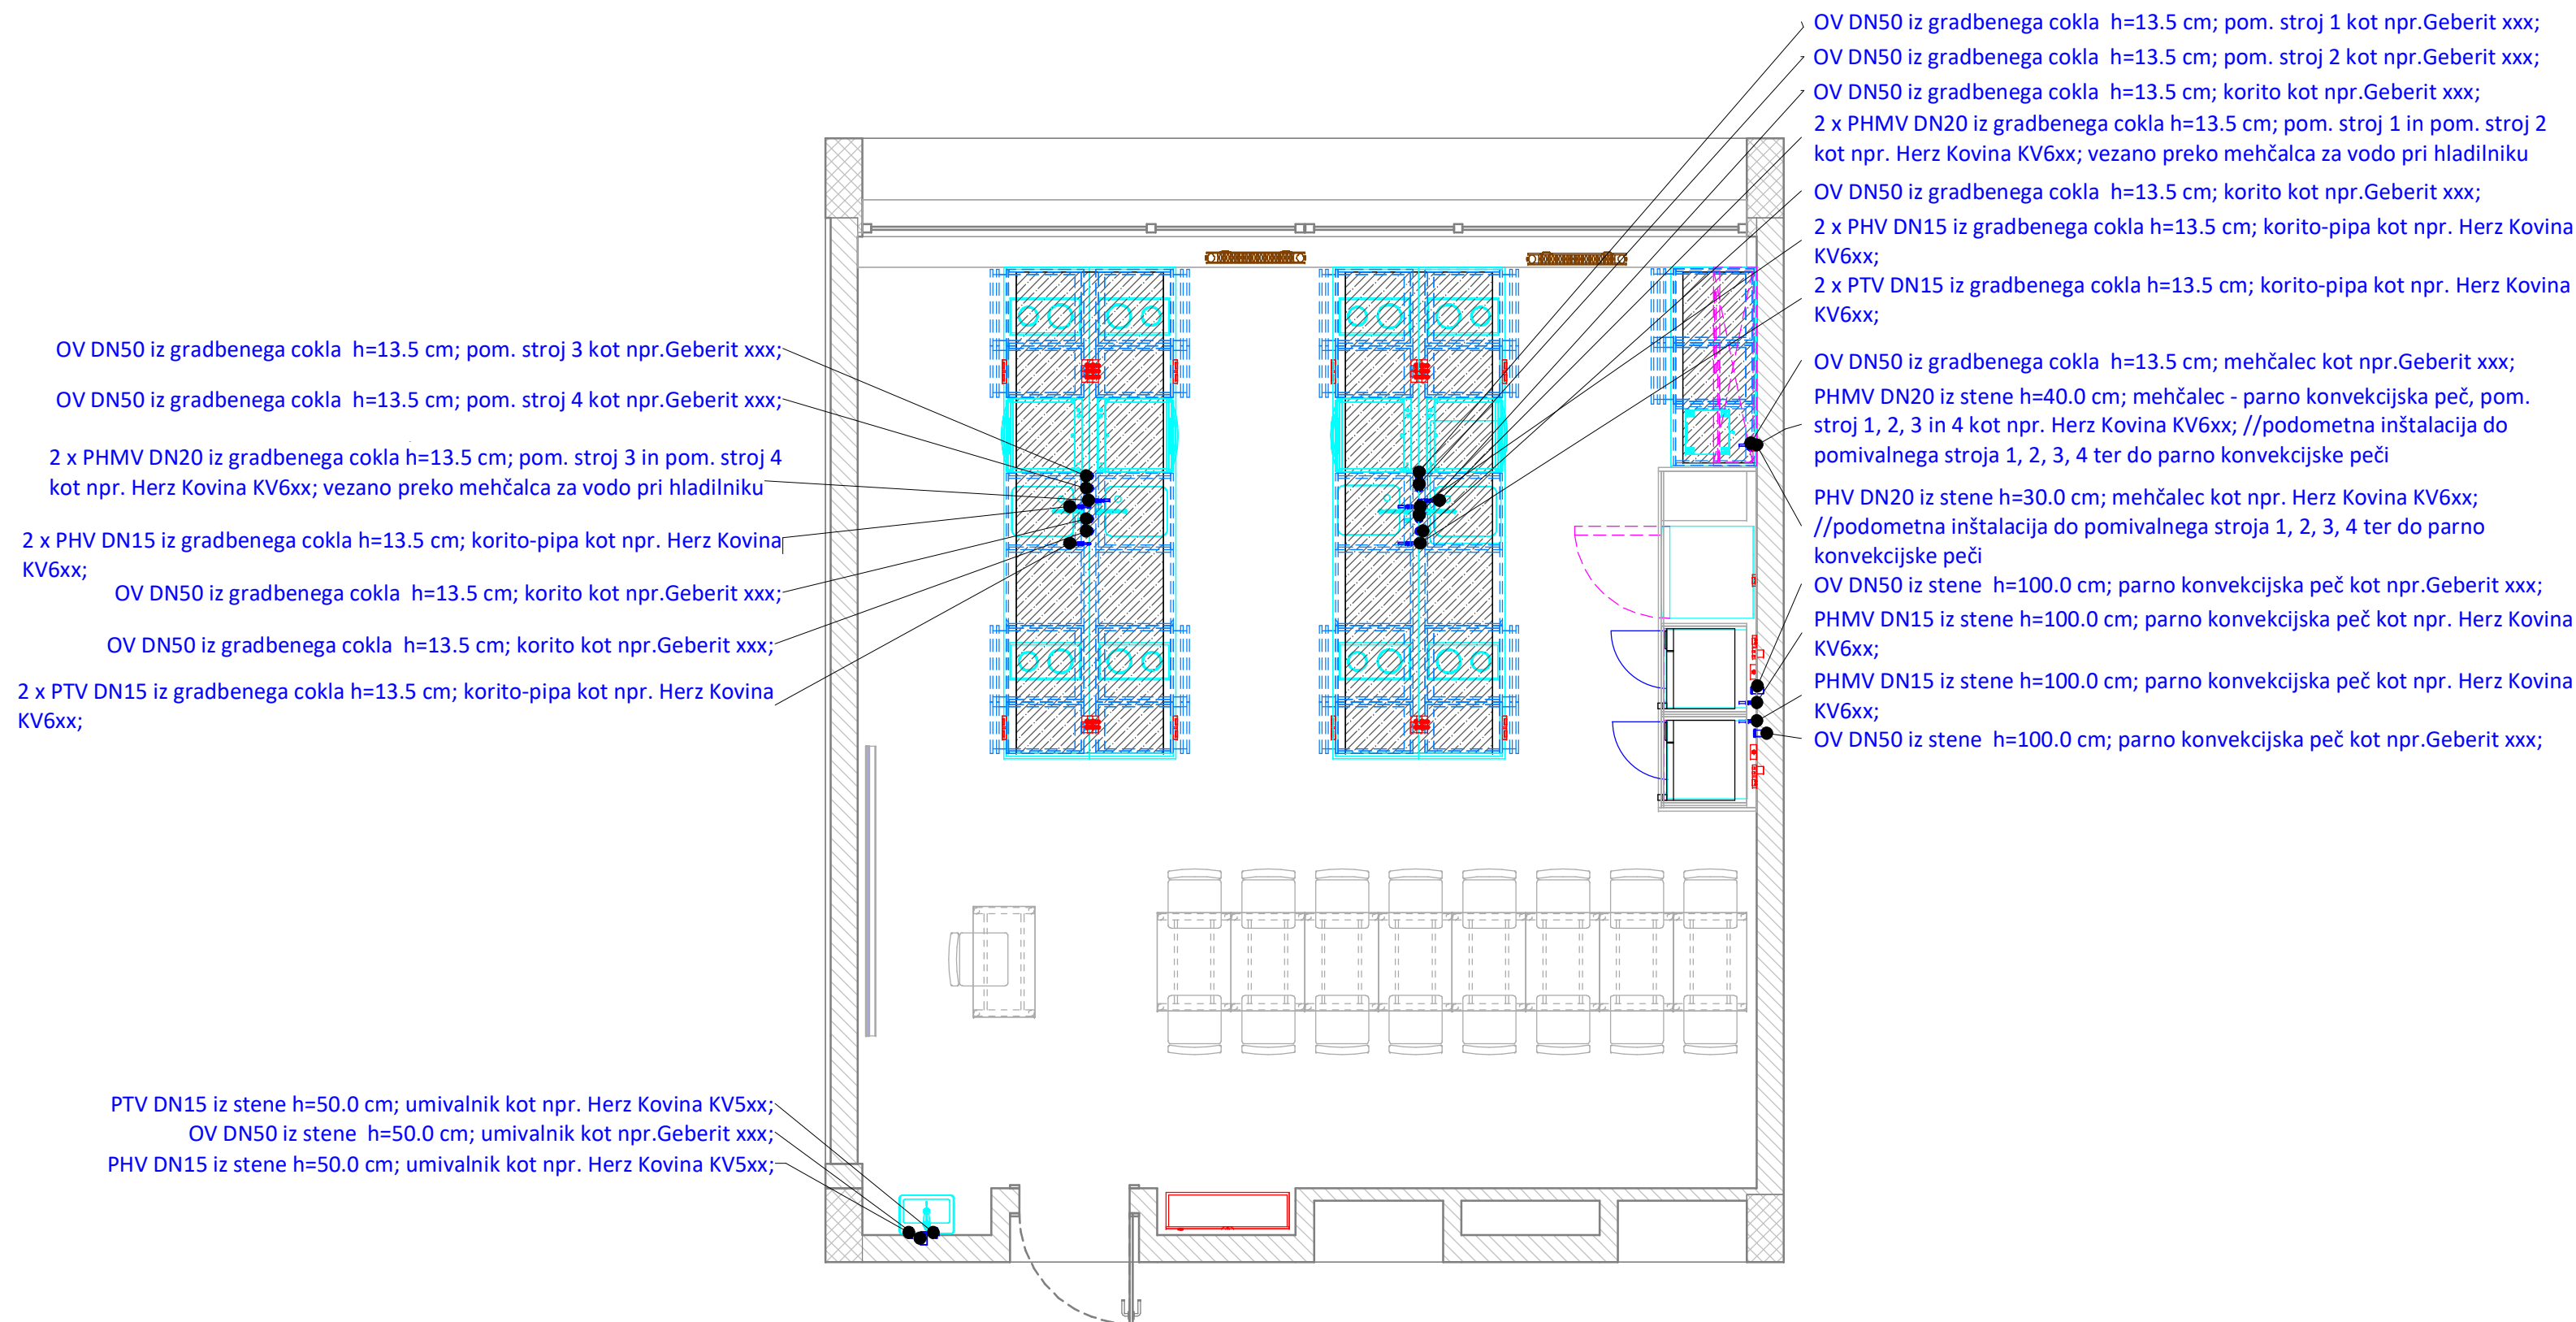 OV DN50 iz gradbenega cokla  h=13.5 cm; pom. stroj 1 kot npr.Geberit xxx;
OV DN50 iz gradbenega cokla  h=13.5 cm; pom. stroj 2 kot npr.Geberit xxx;
OV DN50 iz gradbenega cokla  h=13.5 cm; korito kot npr.Geberit xxx;
2 x PHMV DN20 iz gradbenega cokla h=13.5 cm; pom. stroj 1 in pom. stroj 2
kot npr. Herz Kovina KV6xx; vezano preko mehčalca za vodo pri hladilniku
OV DN50 iz gradbenega cokla  h=13.5 cm; korito kot npr.Geberit xxx;
2 x PHV DN15 iz gradbenega cokla h=13.5 cm; korito-pipa kot npr. Herz Kovina
KV6xx;
2 x PTV DN15 iz gradbenega cokla h=13.5 cm; korito-pipa kot npr. Herz Kovina
KV6xx;
OV DN50 iz gradbenega cokla  h=13.5 cm; mehčalec kot npr.Geberit xxx;
PHMV DN20 iz stene h=40.0 cm; mehčalec - parno konvekcijska peč, pom.
stroj 1, 2, 3 in 4 kot npr. Herz Kovina KV6xx; //podometna inštalacija do
pomivalnega stroja 1, 2, 3, 4 ter do parno konvekcijske peči
PHV DN20 iz stene h=30.0 cm; mehčalec kot npr. Herz Kovina KV6xx;
//podometna inštalacija do pomivalnega stroja 1, 2, 3, 4 ter do parno
konvekcijske peči
OV DN50 iz stene  h=100.0 cm; parno konvekcijska peč kot npr.Geberit xxx;
PHMV DN15 iz stene h=100.0 cm; parno konvekcijska peč kot npr. Herz Kovina
KV6xx;
PHMV DN15 iz stene h=100.0 cm; parno konvekcijska peč kot npr. Herz Kovina
KV6xx;
OV DN50 iz stene  h=100.0 cm; parno konvekcijska peč kot npr.Geberit xxx;
OV DN50 iz gradbenega cokla  h=13.5 cm; pom. stroj 3 kot npr.Geberit xxx;
OV DN50 iz gradbenega cokla  h=13.5 cm; pom. stroj 4 kot npr.Geberit xxx;
2 x PHMV DN20 iz gradbenega cokla h=13.5 cm; pom. stroj 3 in pom. stroj 4
kot npr. Herz Kovina KV6xx; vezano preko mehčalca za vodo pri hladilniku
2 x PHV DN15 iz gradbenega cokla h=13.5 cm; korito-pipa kot npr. Herz Kovina
KV6xx;
OV DN50 iz gradbenega cokla  h=13.5 cm; korito kot npr.Geberit xxx;
OV DN50 iz gradbenega cokla  h=13.5 cm; korito kot npr.Geberit xxx;
2 x PTV DN15 iz gradbenega cokla h=13.5 cm; korito-pipa kot npr. Herz Kovina
KV6xx;
PTV DN15 iz stene h=50.0 cm; umivalnik kot npr. Herz Kovina KV5xx;
OV DN50 iz stene  h=50.0 cm; umivalnik kot npr.Geberit xxx;
PHV DN15 iz stene h=50.0 cm; umivalnik kot npr. Herz Kovina KV5xx;